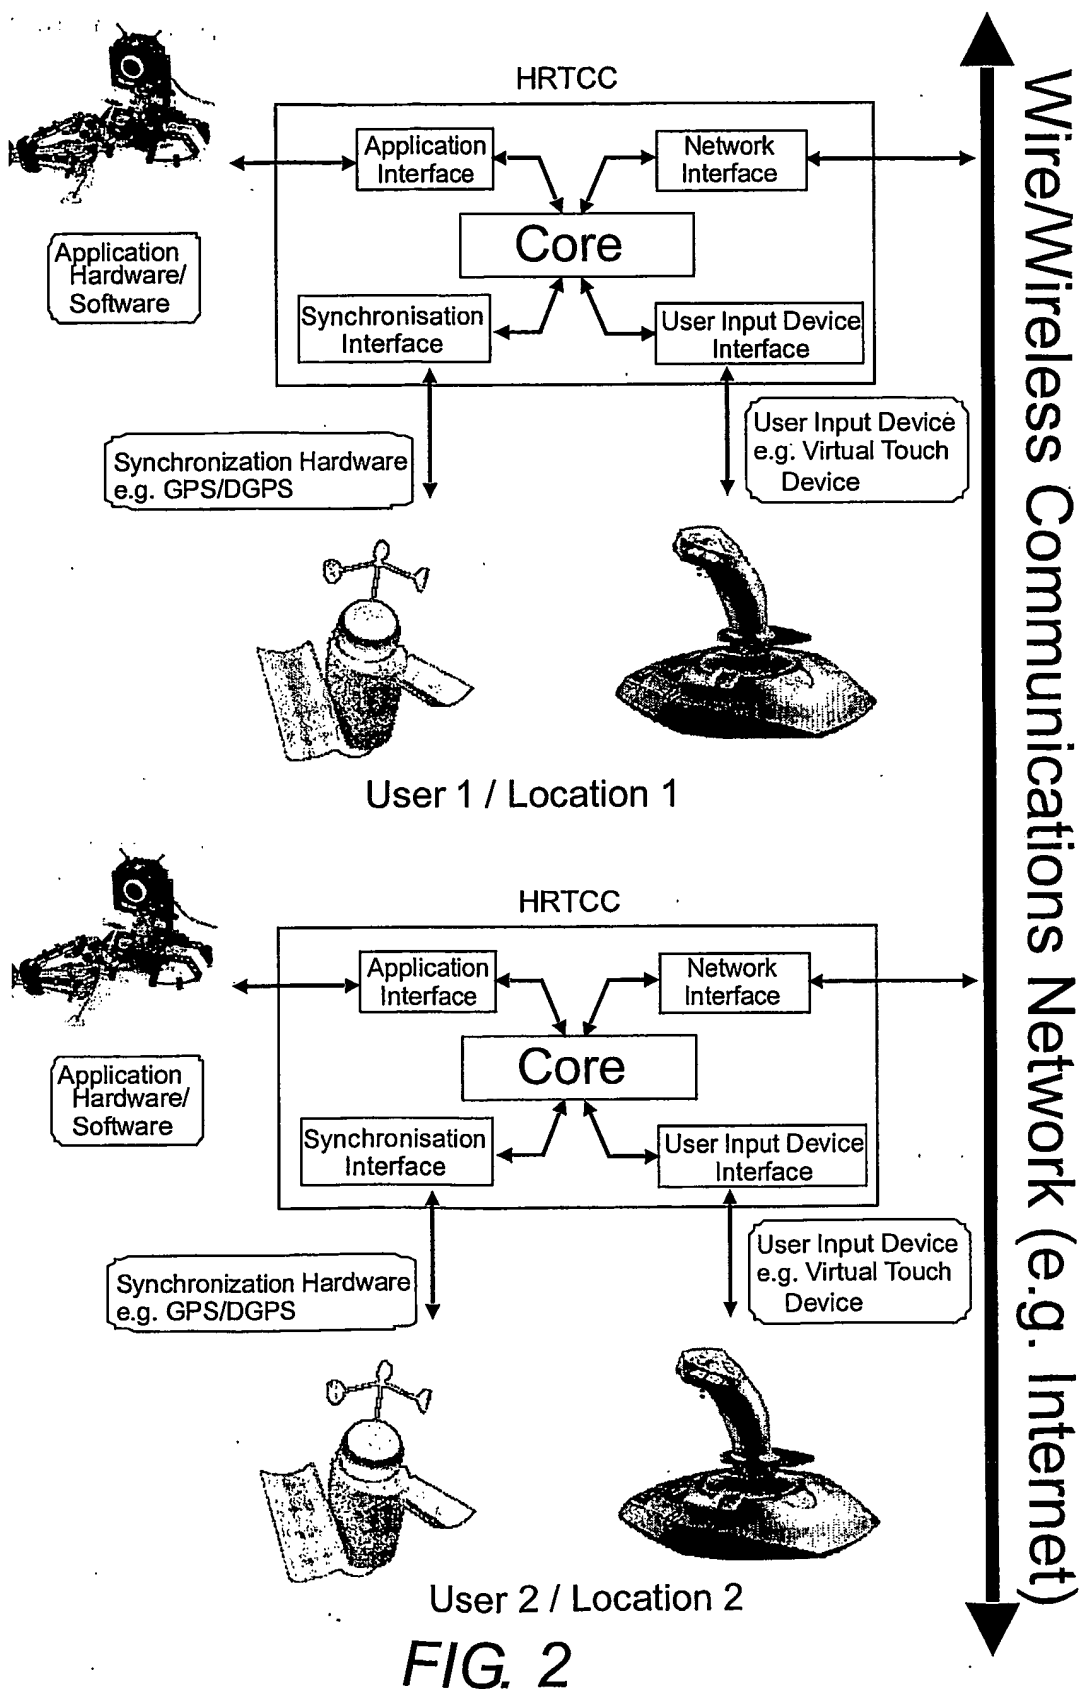 HRTCC
Application
Interface
Network
Interface
Core
Application
Hardware/
Software
Synchronisation
Interface
User Input Device
Interface
Synchronization Hardware
e.g. GPS/DGPS
User Input Device
e.g. Virtual Touch
Device
User 1 / Location 1
HRTCC
Application
Interface
Network
Interface
Core
Application
Hardware/
Software
Synchronisation
Interface
User Input Device
Interface
Synchronization Hardware
e.g. GPS/DGPS
User Input Device
e.g. Virtual Touch
Device
User 2 / Location 2
Wire/Wireless Communications Network (e.g. Internet)
FIG. 2